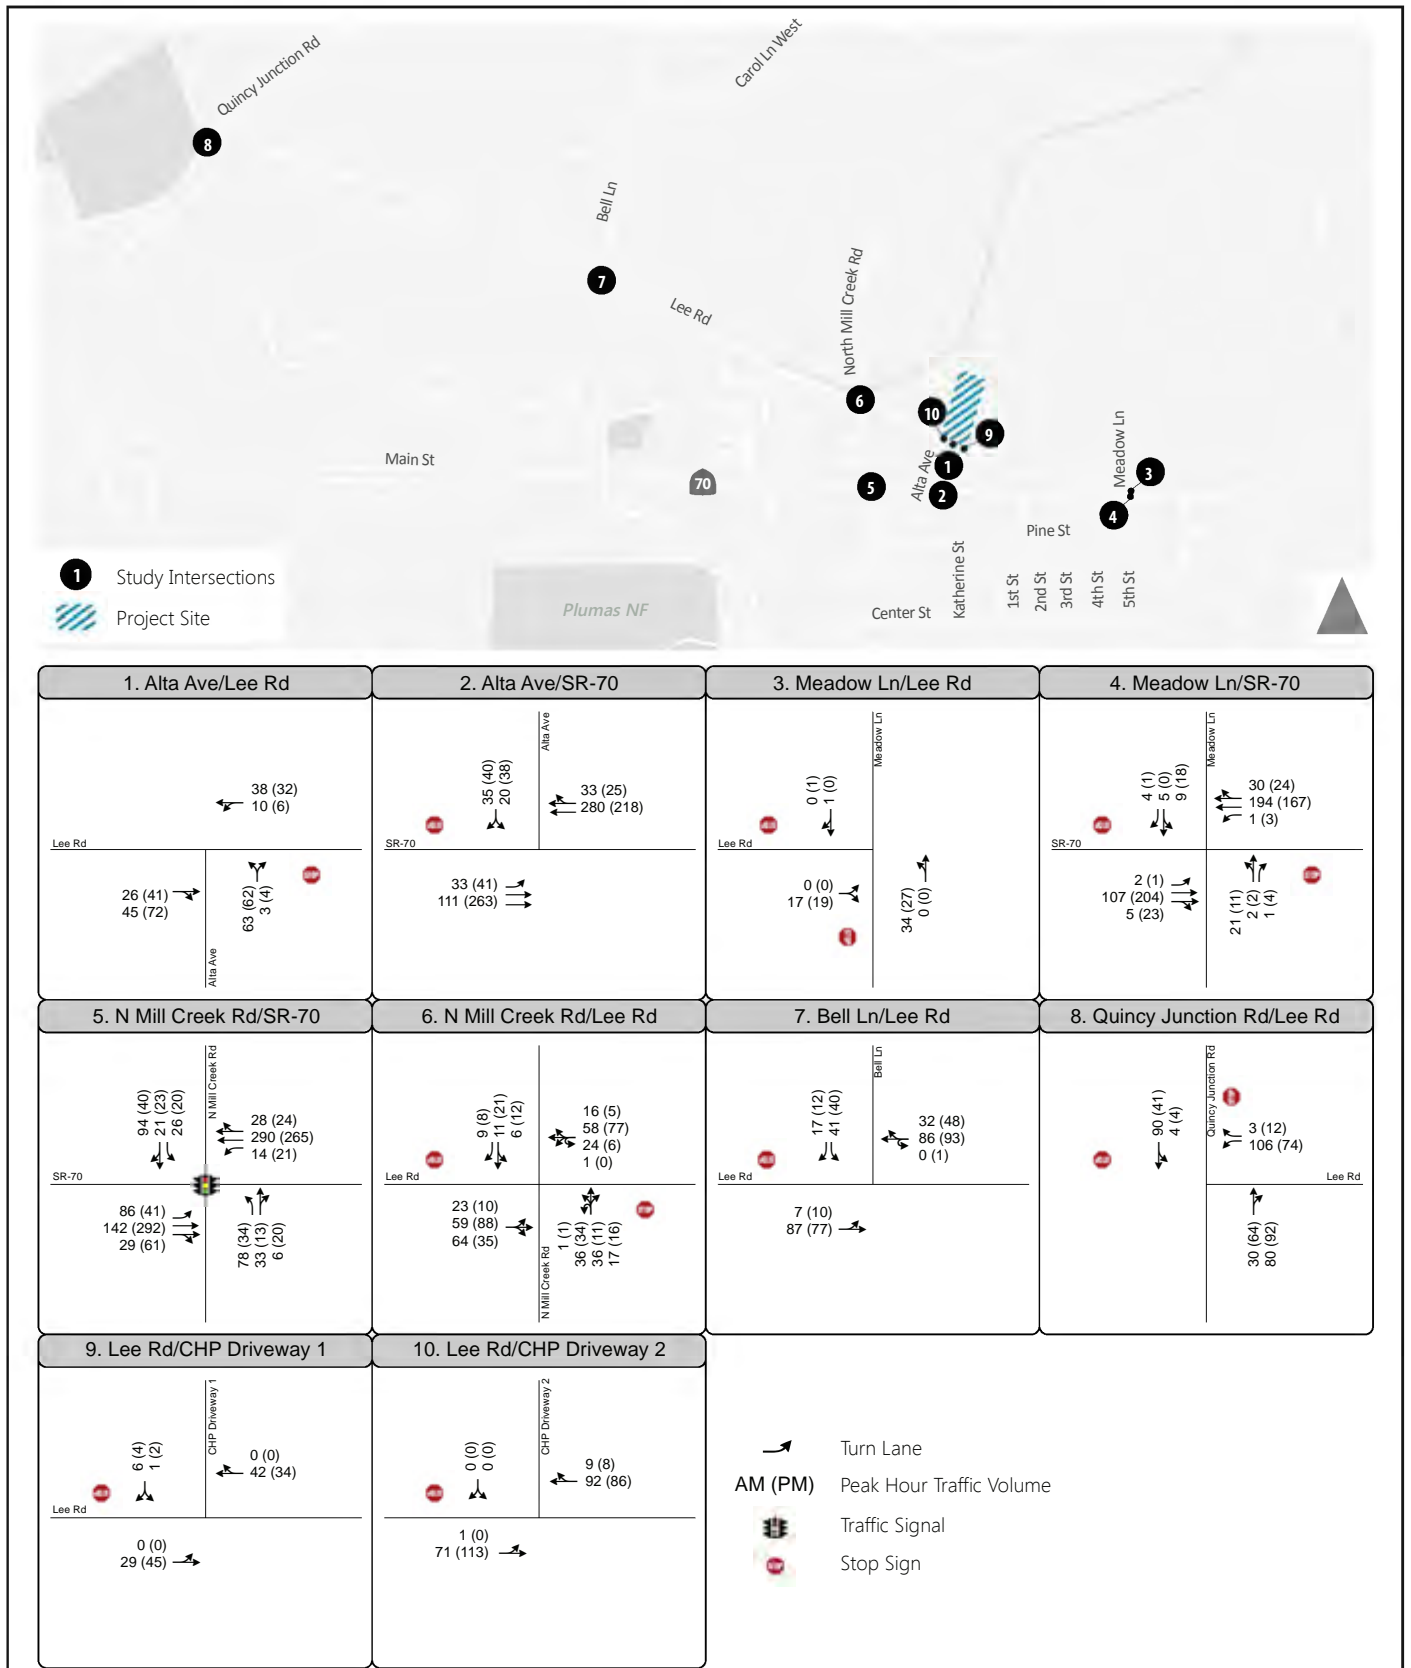 Quincy Junction Rd
Carol Ln West
8
Bell Ln
7
Lee Rd
North Mill Creek Rd
6
10
9
Main St
70
5
Alta Ave
1
2
Meadow Ln
3
4
Pine St
1
Study Intersections
Project Site
Plumas NF
Center St
Katherine St
1st St
2nd St
3rd St
4th St
5th St
1. Alta Ave/Lee Rd
38 (32)
10 (6)
Lee Rd
26 (41)
45 (72)
63 (62)
3 (4)
STOP
Alta Ave
2. Alta Ave/SR-70
Alta Ave
35 (40)
20 (38)
33 (25)
280 (218)
SR-70
33 (41)
111 (263)
3. Meadow Ln/Lee Rd
Meadow Ln
0 (1)
1 (0)
Lee Rd
0 (0)
17 (19)
34 (27)
0 (0)
4. Meadow Ln/SR-70
Meadow Ln
4 (1)
5 (0)
9 (18)
30 (24)
194 (167)
1 (3)
SR-70
2 (1)
107 (204)
5 (23)
21 (11)
2 (2)
1 (4)
STOP
5. N Mill Creek Rd/SR-70
N Mill Creek Rd
94 (40)
21 (23)
26 (20)
28 (24)
290 (265)
14 (21)
SR-70
86 (41)
142 (292)
29 (61)
78 (34)
33 (13)
6 (20)
6. N Mill Creek Rd/Lee Rd
9 (8)
11 (21)
6 (12)
16 (5)
58 (77)
24 (6)
1 (0)
Lee Rd
23 (10)
59 (88)
64 (35)
N Mill Creek Rd
1 (1)
36 (34)
36 (11)
17 (16)
STOP
7. Bell Ln/Lee Rd
Bell Ln
17 (12)
41 (40)
32 (48)
86 (93)
0 (1)
Lee Rd
7 (10)
87 (77)
8. Quincy Junction Rd/Lee Rd
Quincy Junction Rd
90 (41)
4 (4)
3 (12)
106 (74)
Lee Rd
30 (64)
80 (92)
9. Lee Rd/CHP Driveway 1
CHP Driveway 1
6 (4)
1 (2)
0 (0)
42 (34)
Lee Rd
0 (0)
29 (45)
10. Lee Rd/CHP Driveway 2
CHP Driveway 2
0 (0)
0 (0)
9 (8)
92 (86)
1 (0)
71 (113)
Turn Lane
AM (PM) Peak Hour Traffic Volume
Traffic Signal
Stop Sign